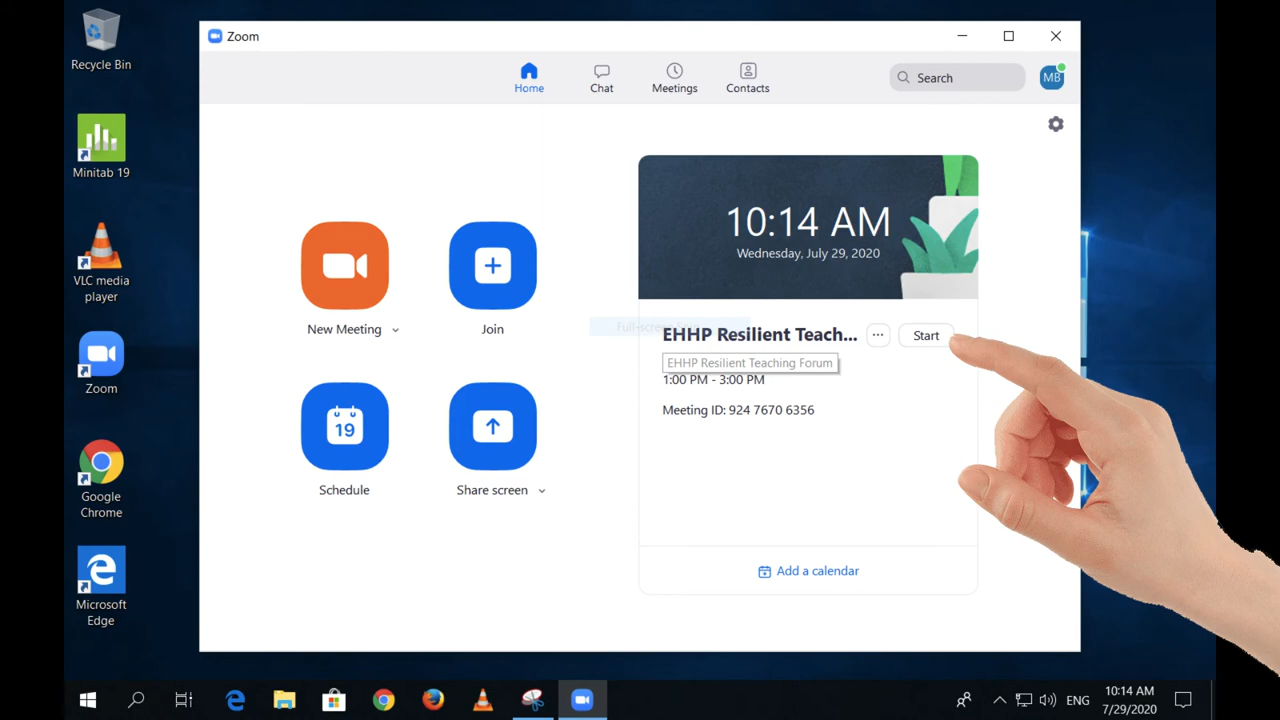 Recycle Bin
Minitab 19
VLC media
player
Zoom
Google
Chrome
Microsoft
Edge
Zoom
Home
Chat
Meetings
Contacts
Search
MB
New Meeting
Join
19
Schedule
Share screen
10:14 AM
Wednesday, July 29, 2020
Full-screen Snip
EHHP Resilient Teach...
Start
EHHP Resilient Teaching Forum
1:00 PM - 3:00 PM
Meeting ID: 924 7670 6356
Add a calendar
ENG
10:14 AM
7/29/2020